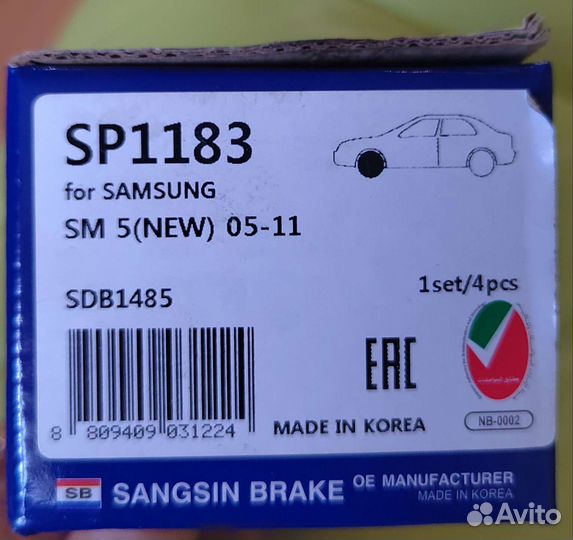 SP1183
for SAMSUNG
SM 5(NEW) 05-11
SDB1485
1set/4pcs
EAC
8 809409 031224
MADE IN KOREA
NB-0002
SB
SANGSIN BRAKE
OE MANUFACTURER
MADE IN KOREA
Avito